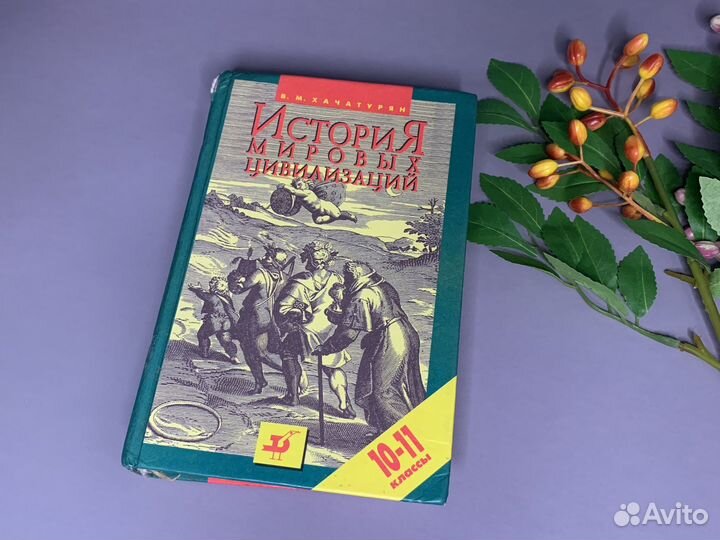 В. М. ХАЧАТУРЯН
ИСТОРИЯ
МИРОВЫХ
ЦИВИЛИЗАЦИЙ
10-11
классы
Avito